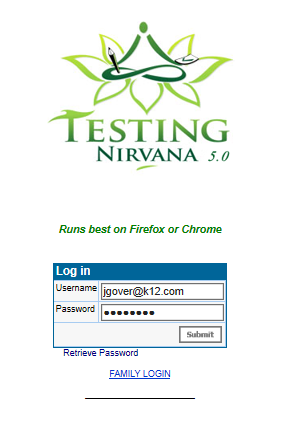 TESTING
NIRVANA 5.0
Runs best on Firefox or Chrome
Log in
Username jgover@k12.com
Password ••••••••
Submit
Retrieve Password
FAMILY LOGIN